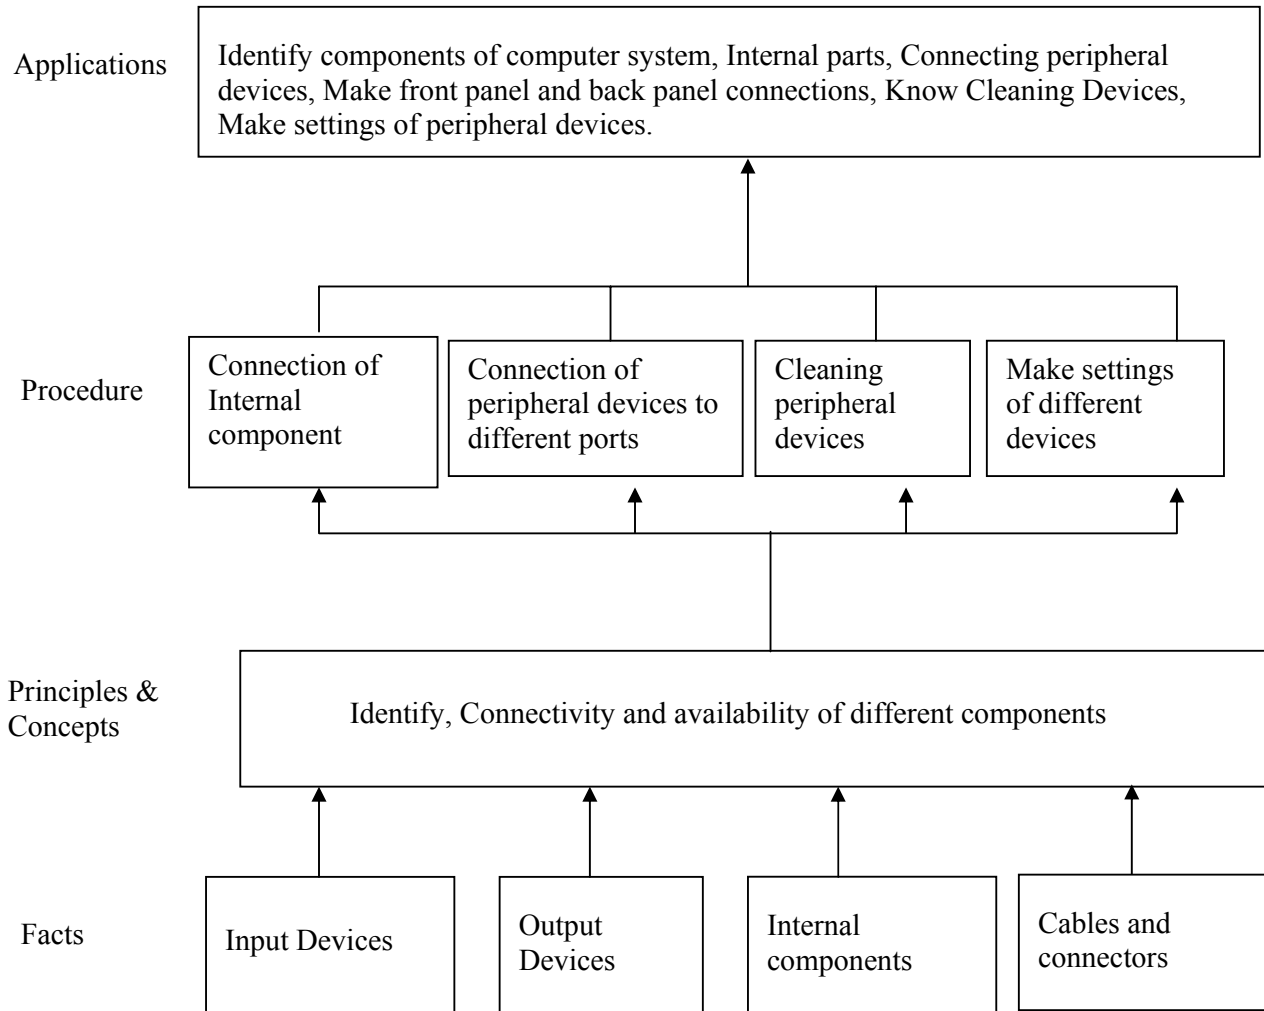 Applications
Identify components of computer system, Internal parts, Connecting peripheral
devices, Make front panel and back panel connections, Know Cleaning Devices,
Make settings of peripheral devices.
Procedure
Connection of
Internal
component
Connection of
peripheral devices to
different ports
Cleaning
peripheral
devices
Make settings
of different
devices
Principles &
Concepts
Identify, Connectivity and availability of different components
Facts
Input Devices
Output
Devices
Internal
components
Cables and
connectors